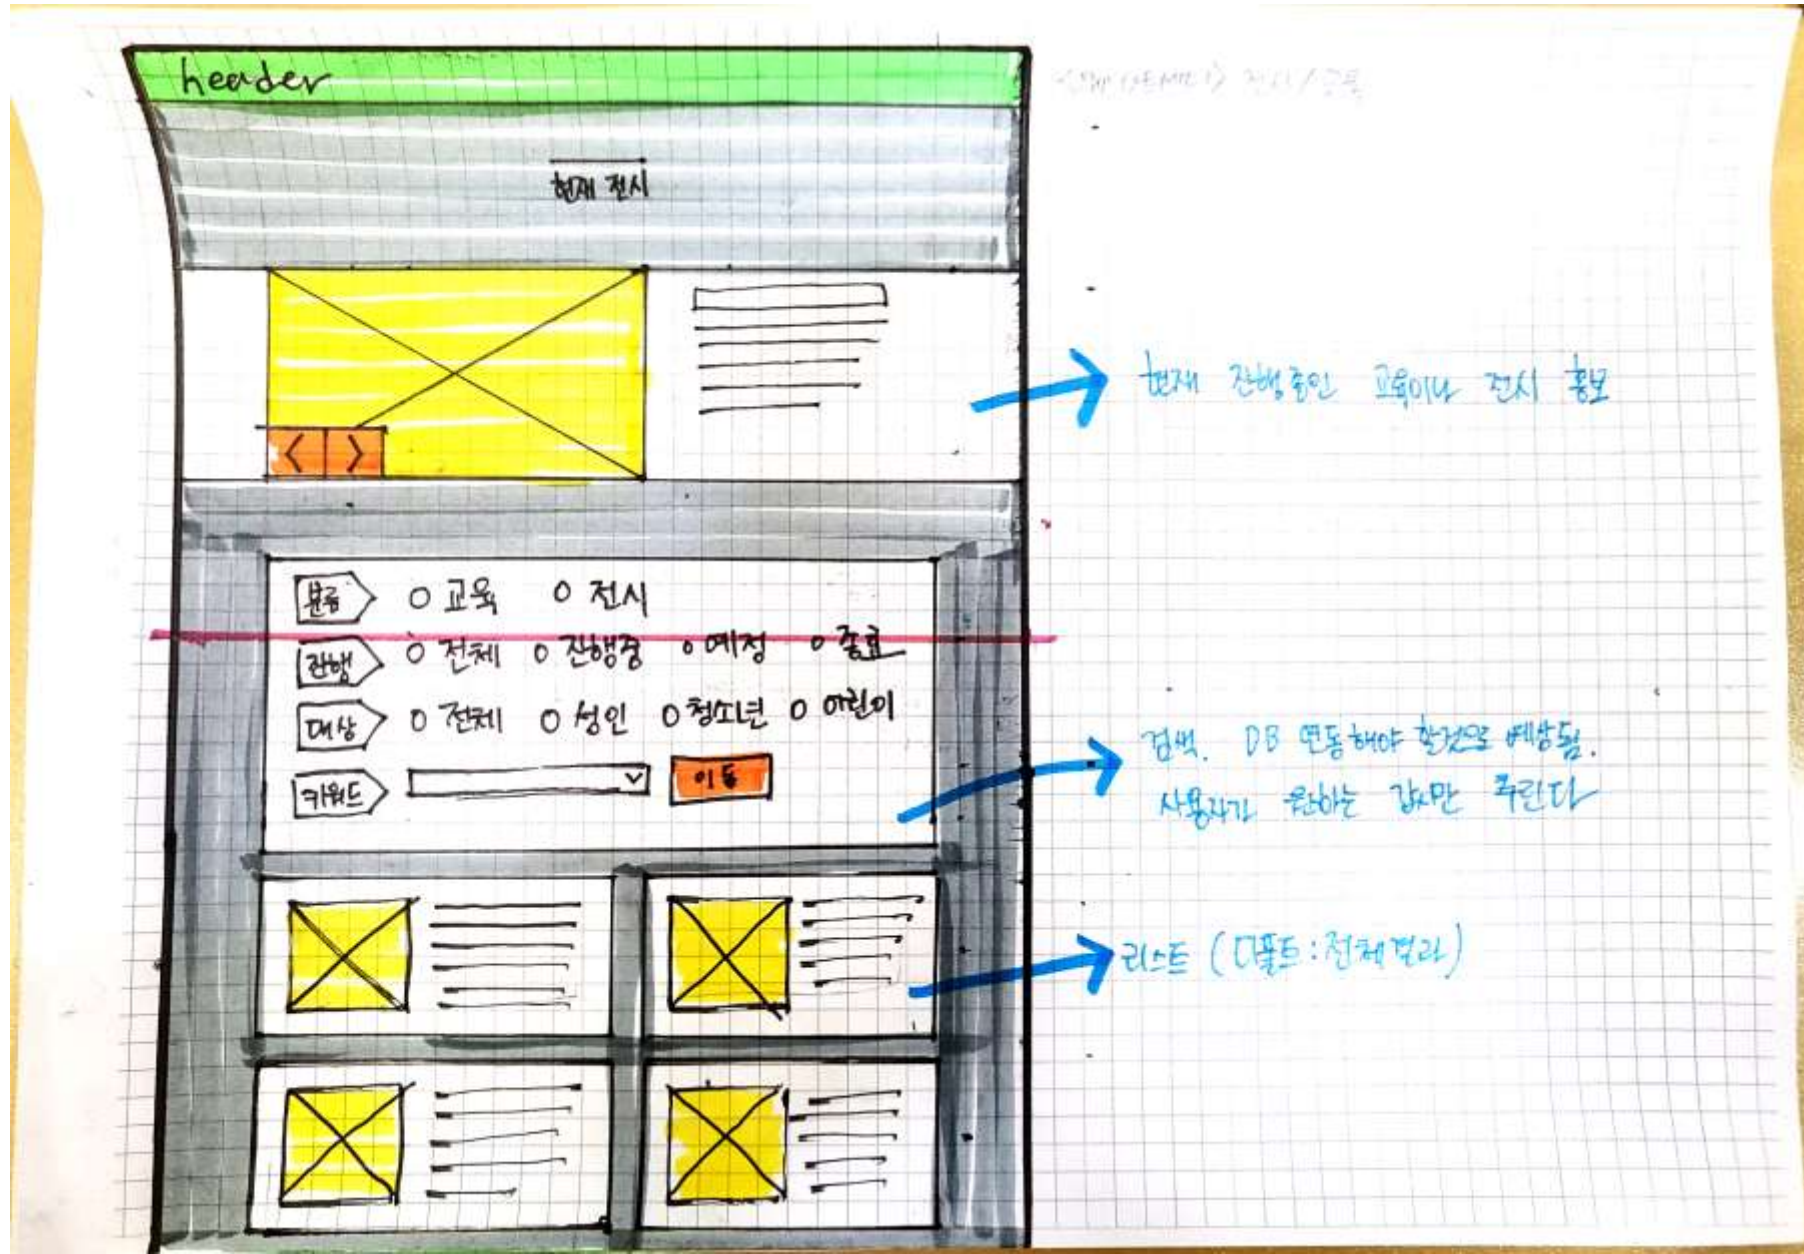 header
현재 전시
현재 진행중인 교육이나 전시 홍보
분류 교육 전시
진행 전체 진행중 예정 종료
대상 전체 성인 청소년 어린이
키워드 이동
검색. DB 연동해야 할것으로 예상됨.
사용자가 원하는 값만 추린다
리스트 (디폴트:전체결과)